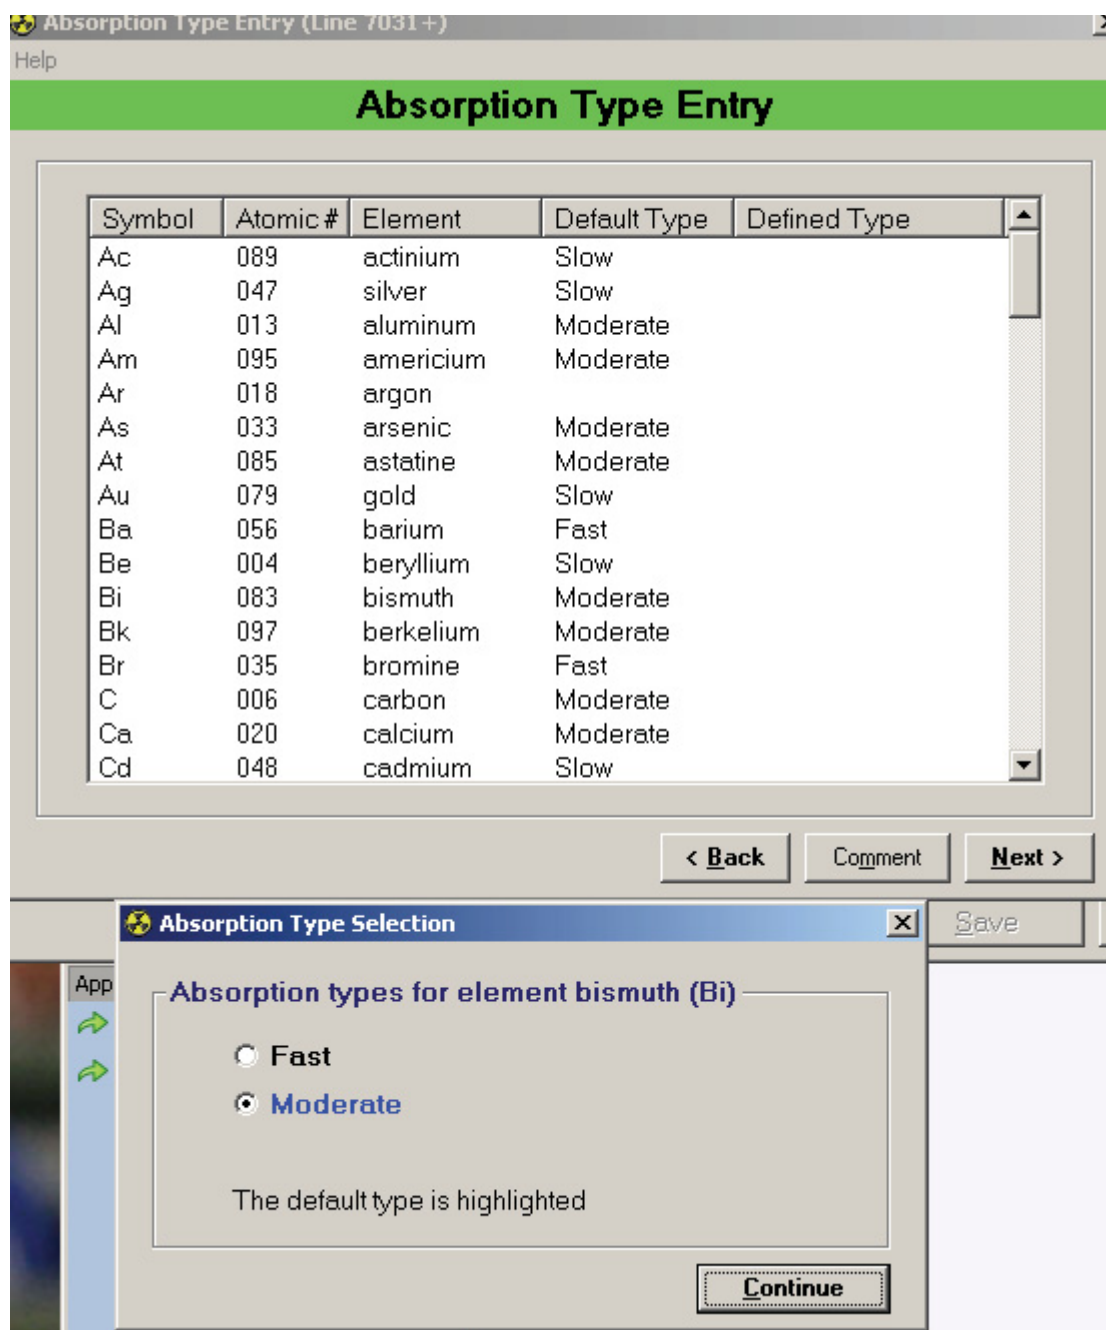 Absorption Type Entry (Line 7031+)
Help
Absorption Type Entry
Symbol Atomic # Element Default Type Defined Type
Ac 089 actinium Slow
Ag 047 silver Slow
Al 013 aluminum Moderate
Am 095 americium Moderate
Ar 018 argon
As 033 arsenic Moderate
At 085 astatine Moderate
Au 079 gold Slow
Ba 056 barium Fast
Be 004 beryllium Slow
Bi 083 bismuth Moderate
Bk 097 berkelium Moderate
Br 035 bromine Fast
C 006 carbon Moderate
Ca 020 calcium Moderate
Cd 048 cadmium Slow
< Back Comment Next >
Absorption Type Selection
Save
App
Absorption types for element bismuth (Bi)
Fast
Moderate
The default type is highlighted
Continue